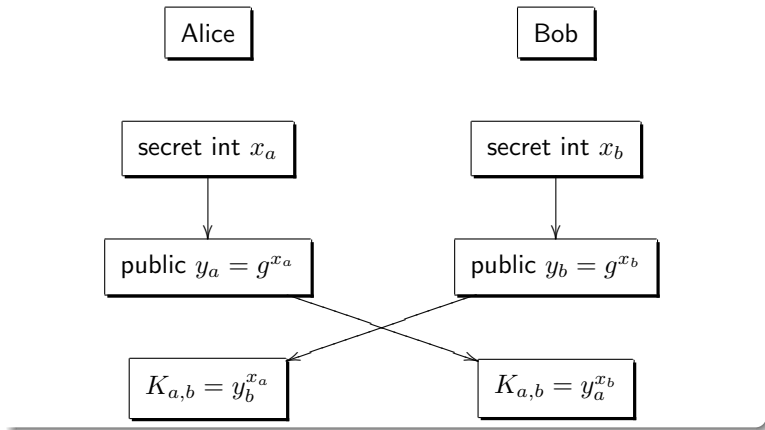 Alice
Bob
secret int $x_a$
secret int $x_b$
public $y_a = g^{x_a}$
public $y_b = g^{x_b}$
$K_{a,b} = y_b^{x_a}$
$K_{a,b} = y_a^{x_b}$